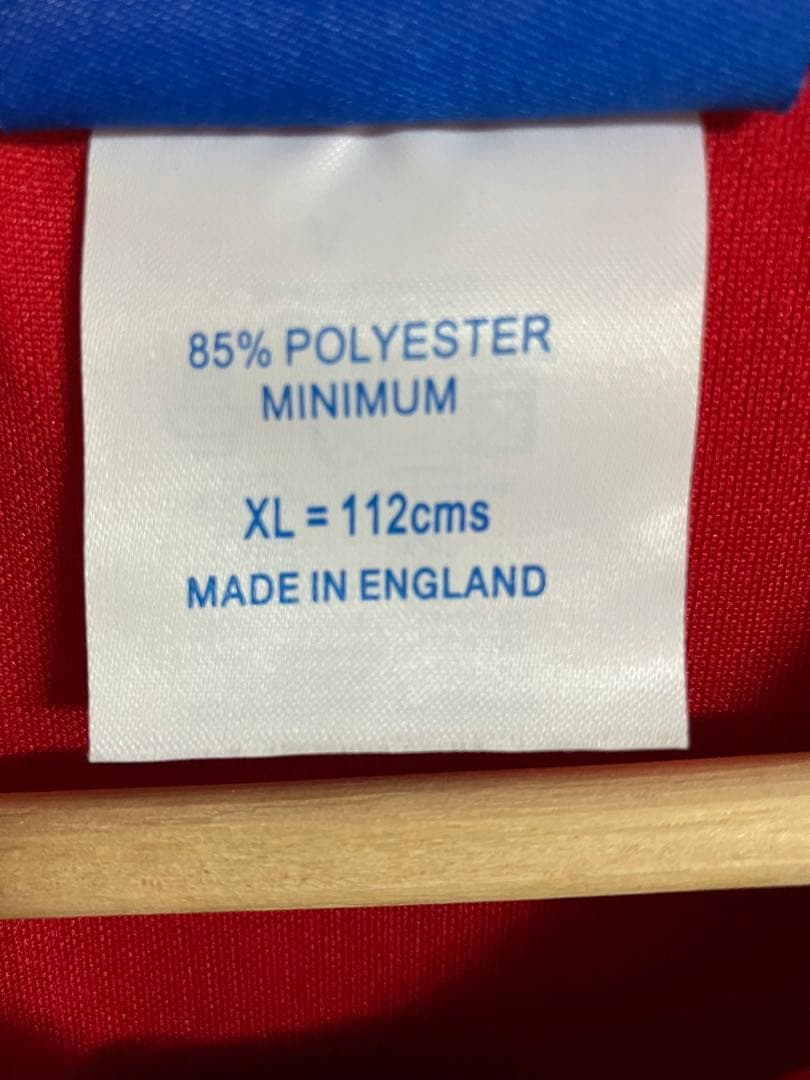 85% POLYESTER
MINIMUM
XL = 112cms
MADE IN ENGLAND